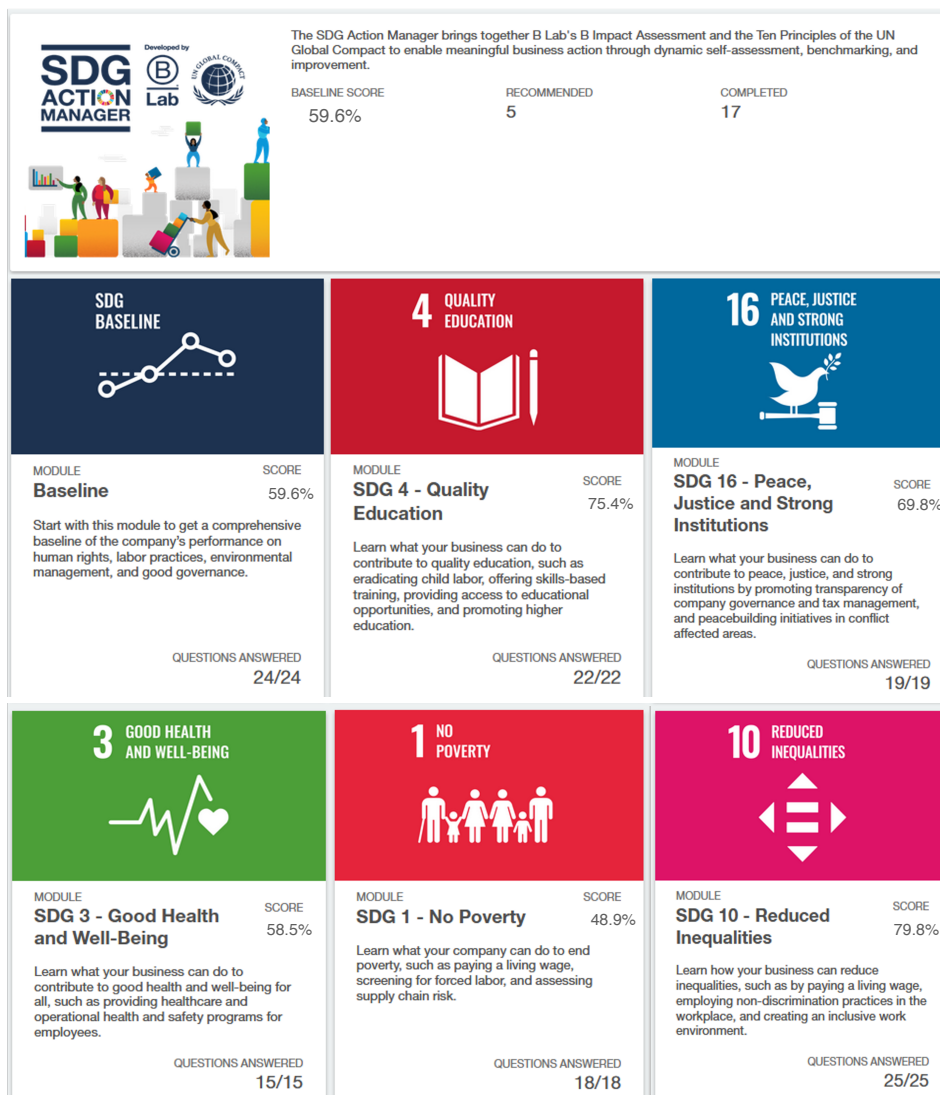 SDG
ACTION
MANAGER
Developed by
B
Lab
UN GLOBAL COMPACT
The SDG Action Manager brings together B Lab's B Impact Assessment and the Ten Principles of the UN
Global Compact to enable meaningful business action through dynamic self-assessment, benchmarking, and
improvement.
BASELINE SCORE
59.6%
RECOMMENDED
5
COMPLETED
17
SDG
BASELINE
MODULE
Baseline
SCORE
59.6%
Start with this module to get a comprehensive
baseline of the company's performance on
human rights, labor practices, environmental
management, and good governance.
QUESTIONS ANSWERED
24/24
4 QUALITY
EDUCATION
MODULE
SDG 4 - Quality
Education
SCORE
75.4%
Learn what your business can do to
contribute to quality education, such as
eradicating child labor, offering skills-based
training, providing access to educational
opportunities, and promoting higher
education.
QUESTIONS ANSWERED
22/22
16 PEACE, JUSTICE
AND STRONG
INSTITUTIONS
MODULE
SDG 16 - Peace,
Justice and Strong
Institutions
SCORE
69.8%
Learn what your business can do to
contribute to peace, justice, and strong
institutions by promoting transparency of
company governance and tax management,
and peacebuilding initiatives in conflict
affected areas.
QUESTIONS ANSWERED
19/19
3 GOOD HEALTH
AND WELL-BEING
MODULE
SDG 3 - Good Health
and Well-Being
SCORE
58.5%
Learn what your business can do to
contribute to good health and well-being for
all, such as providing healthcare and
operational health and safety programs for
employees.
QUESTIONS ANSWERED
15/15
1 NO
POVERTY
MODULE
SDG 1 - No Poverty
SCORE
48.9%
Learn what your company can do to end
poverty, such as paying a living wage,
screening for forced labor, and assessing
supply chain risk.
QUESTIONS ANSWERED
18/18
10 REDUCED
INEQUALITIES
MODULE
SDG 10 - Reduced
Inequalities
SCORE
79.8%
Learn how your business can reduce
inequalities, such as by paying a living wage,
employing non-discrimination practices in the
workplace, and creating an inclusive work
environment.
QUESTIONS ANSWERED
25/25